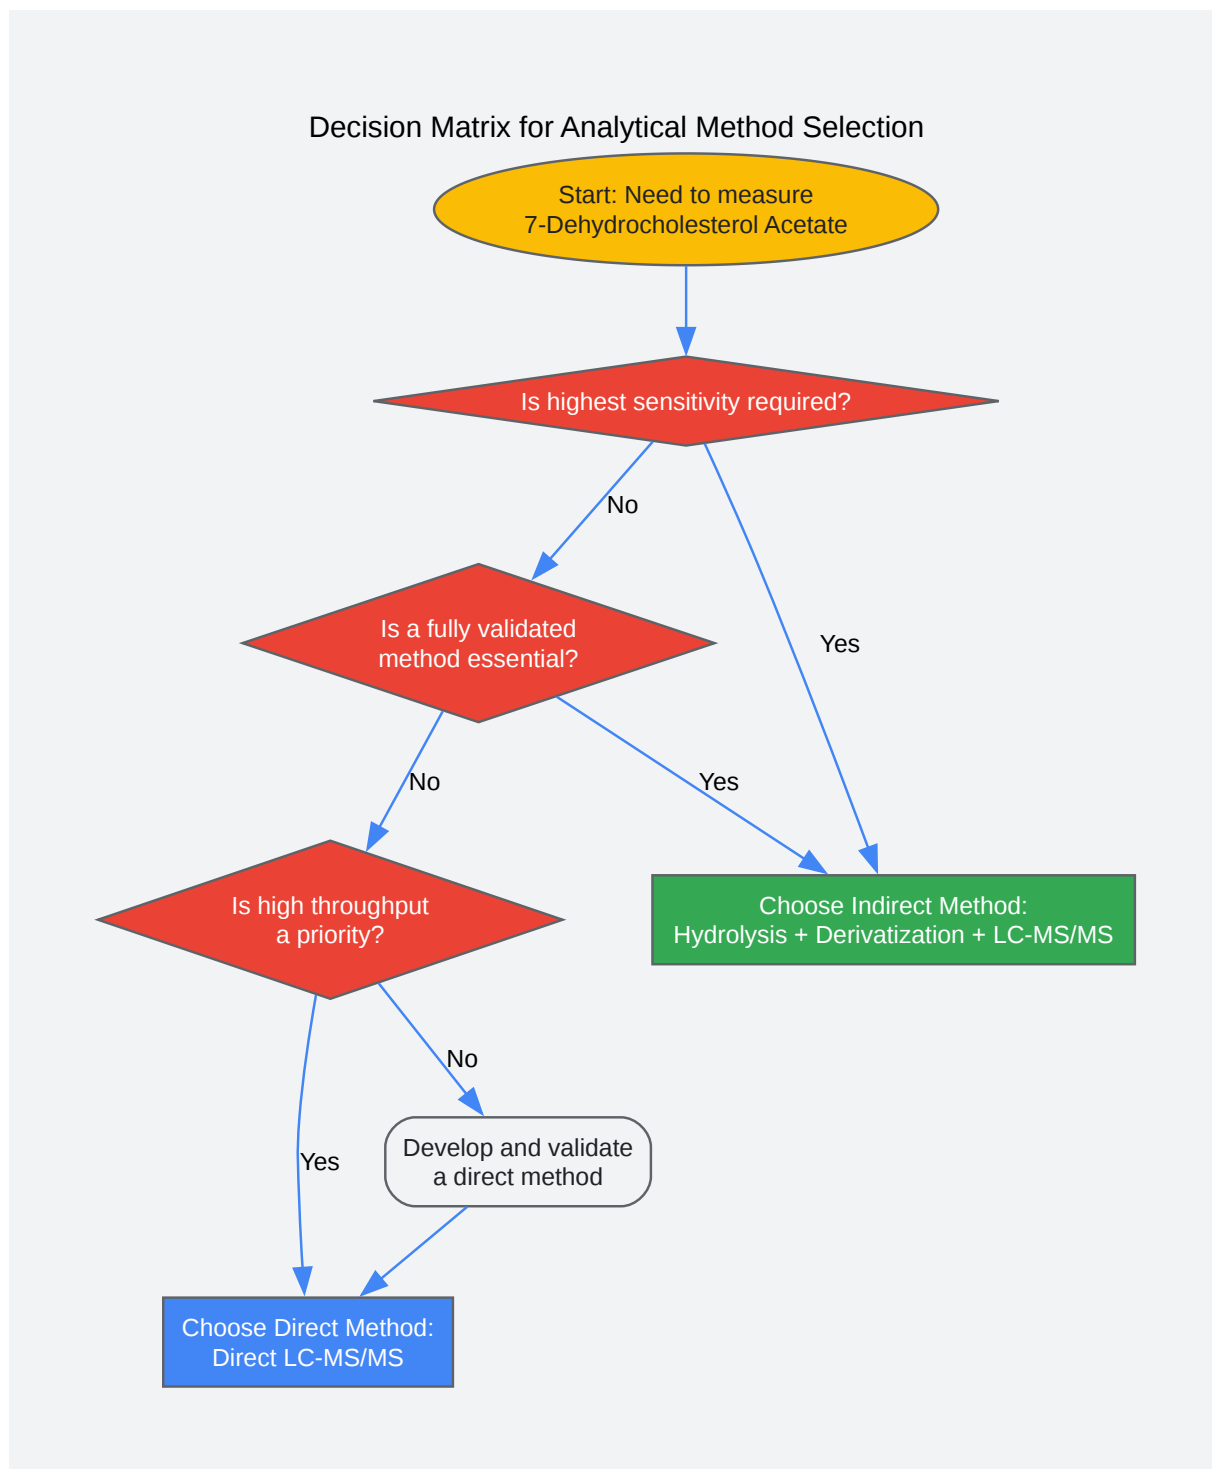 Decision Matrix for Analytical Method Selection
Start: Need to measure
7-Dehydrocholesterol Acetate
Is highest sensitivity required?
No
Yes
Is a fully validated
method essential?
No
Yes
Is high throughput
a priority?
Choose Indirect Method:
Hydrolysis + Derivatization + LC-MS/MS
No
Yes
Develop and validate
a direct method
Choose Direct Method:
Direct LC-MS/MS